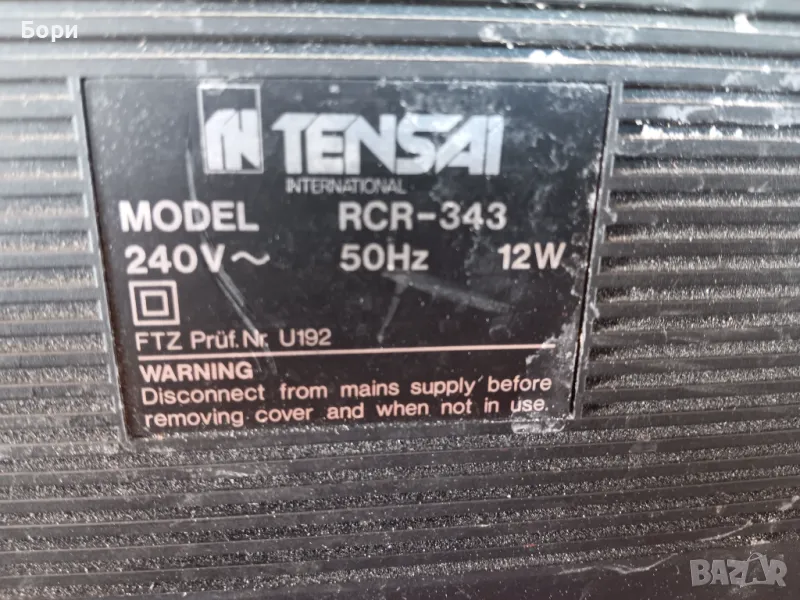 Бори
TENSAI
INTERNATIONAL
MODEL RCR-343
240V~ 50Hz 12W
FTZ Prüf. Nr. U192
WARNING
Disconnect from mains supply before
removing cover and when not in use.
BAZAR